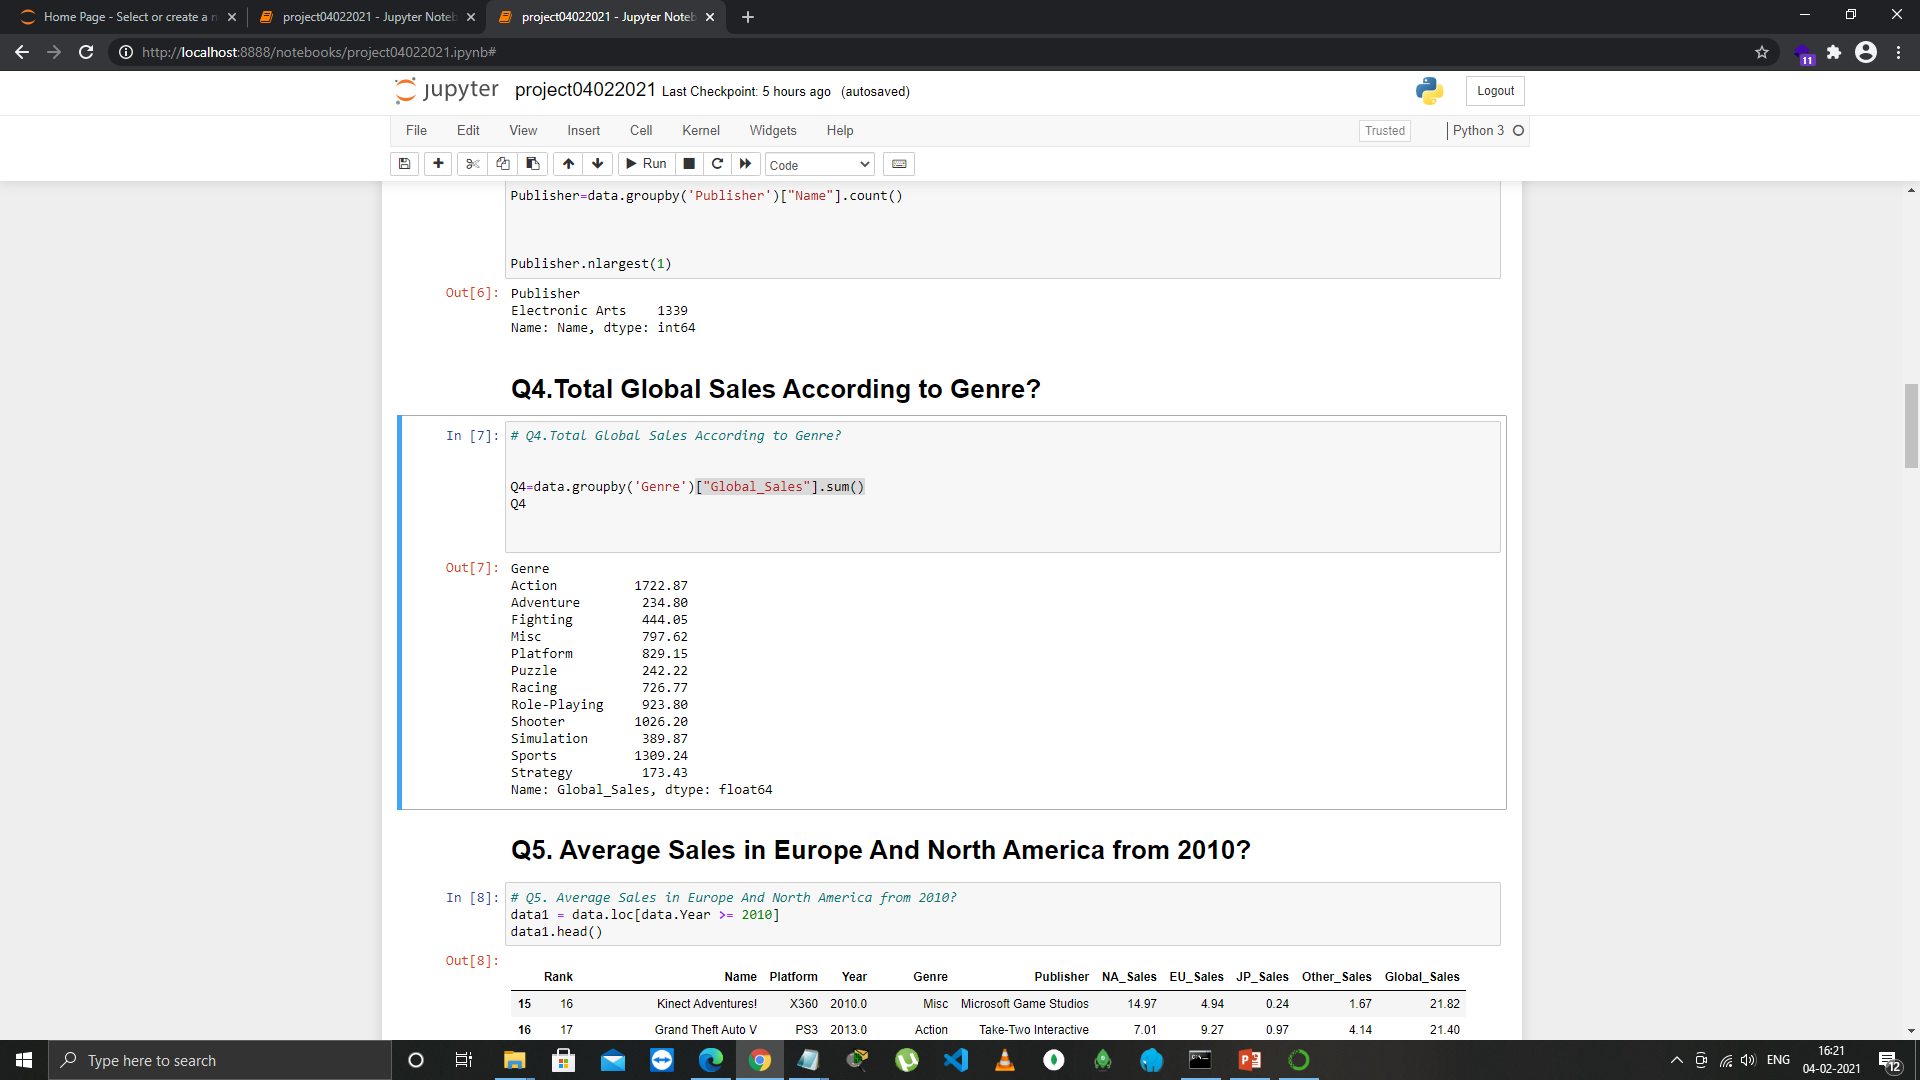 Home Page - Select or create a n
project04022021 - Jupyter Noteb
project04022021 - Jupyter Noteb
http://localhost:8888/notebooks/project04022021.ipynb#
11
jupyter project04022021 Last Checkpoint: 5 hours ago (autosaved)
Logout
File Edit View Insert Cell Kernel Widgets Help
Trusted
Python 3
Run
Code
Publisher=data.groupby('Publisher')["Name"].count()
Publisher.nlargest(1)
Out[6]: Publisher
Electronic Arts 1339
Name: Name, dtype: int64
Q4.Total Global Sales According to Genre?
In [7]: # Q4.Total Global Sales According to Genre?
Q4=data.groupby('Genre')["Global_Sales"].sum()
Q4
Out[7]: Genre
Action 1722.87
Adventure 234.80
Fighting 444.05
Misc 797.62
Platform 829.15
Puzzle 242.22
Racing 726.77
Role-Playing 923.80
Shooter 1026.20
Simulation 389.87
Sports 1309.24
Strategy 173.43
Name: Global_Sales, dtype: float64
Q5. Average Sales in Europe And North America from 2010?
In [8]: # Q5. Average Sales in Europe And North America from 2010?
data1 = data.loc[data.Year >= 2010]
data1.head()
Out[8]:
Rank Name Platform Year Genre Publisher NA_Sales EU_Sales JP_Sales Other_Sales Global_Sales
15 16 Kinect Adventures! X360 2010.0 Misc Microsoft Game Studios 14.97 4.94 0.24 1.67 21.82
16 17 Grand Theft Auto V PS3 2013.0 Action Take-Two Interactive 7.01 9.27 0.97 4.14 21.40
Type here to search
ENG
16:21
04-02-2021
12